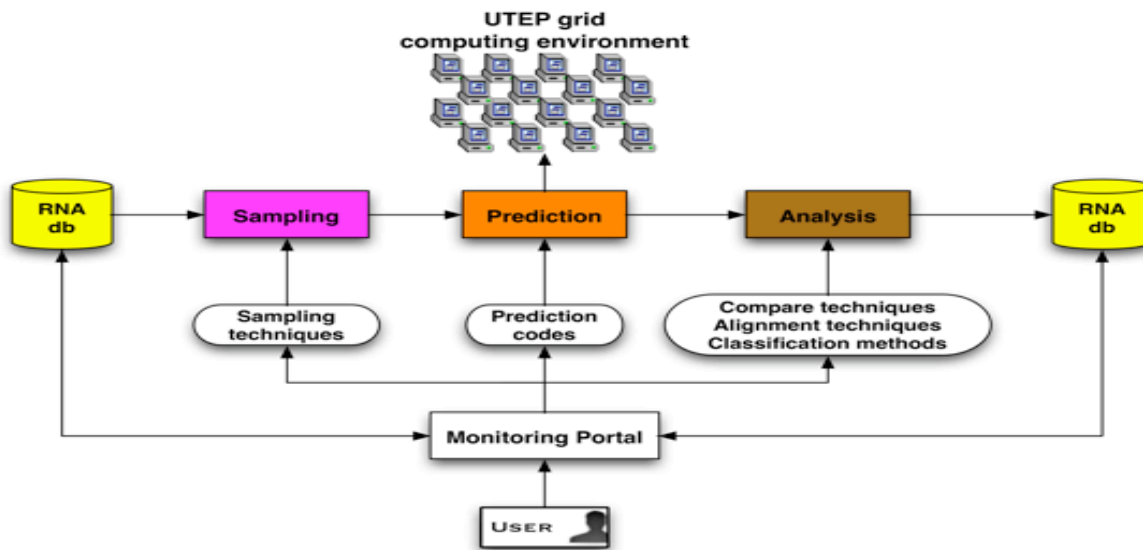 UTEP grid
computing environment
RNA
db
Sampling
Prediction
Analysis
RNA
db
Sampling
techniques
Prediction
codes
Compare techniques
Alignment techniques
Classification methods
Monitoring Portal
USER